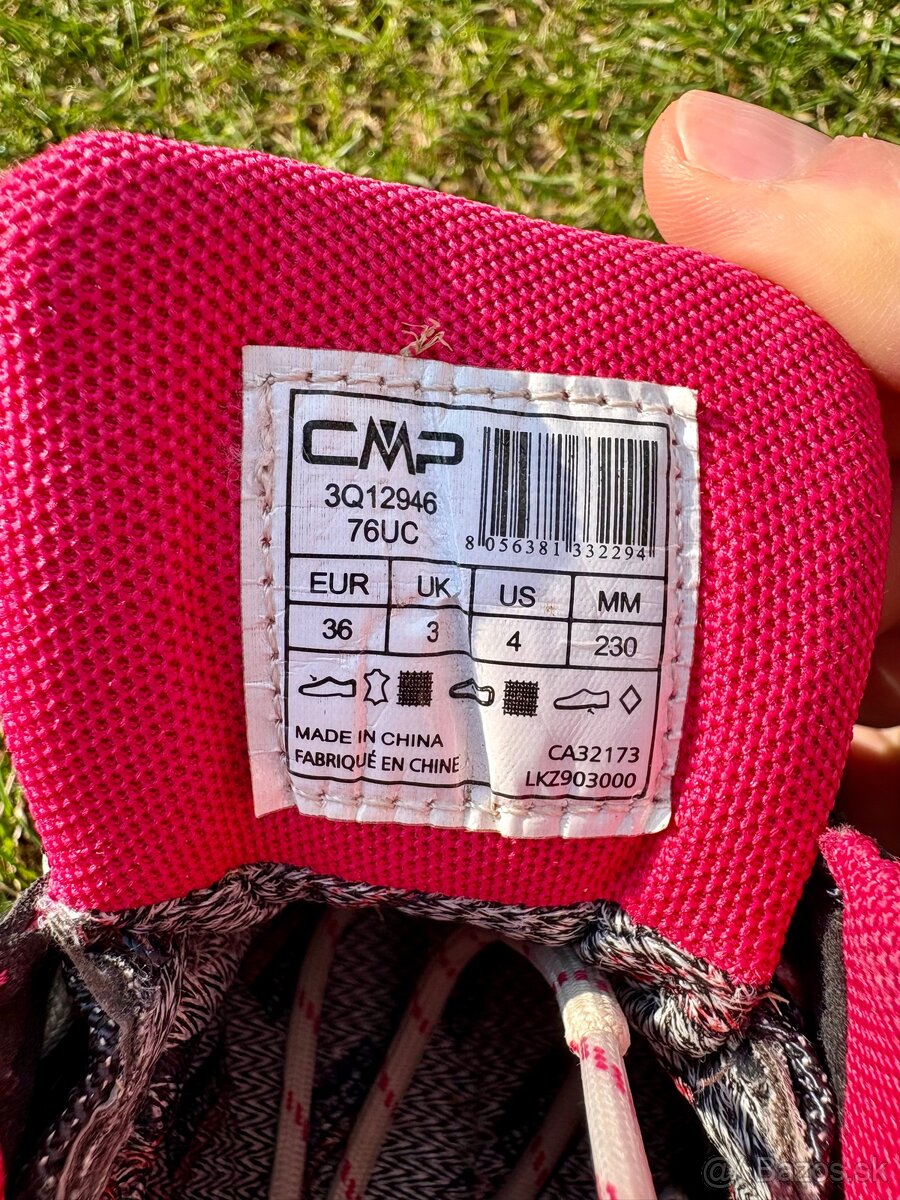 CMP
3Q12946
76UC
8 056381 332294
EUR UK US MM
36 3 4 230
MADE IN CHINA
FABRIQUÉ EN CHINE
CA32173
LKZ903000
@ Bazos.sk